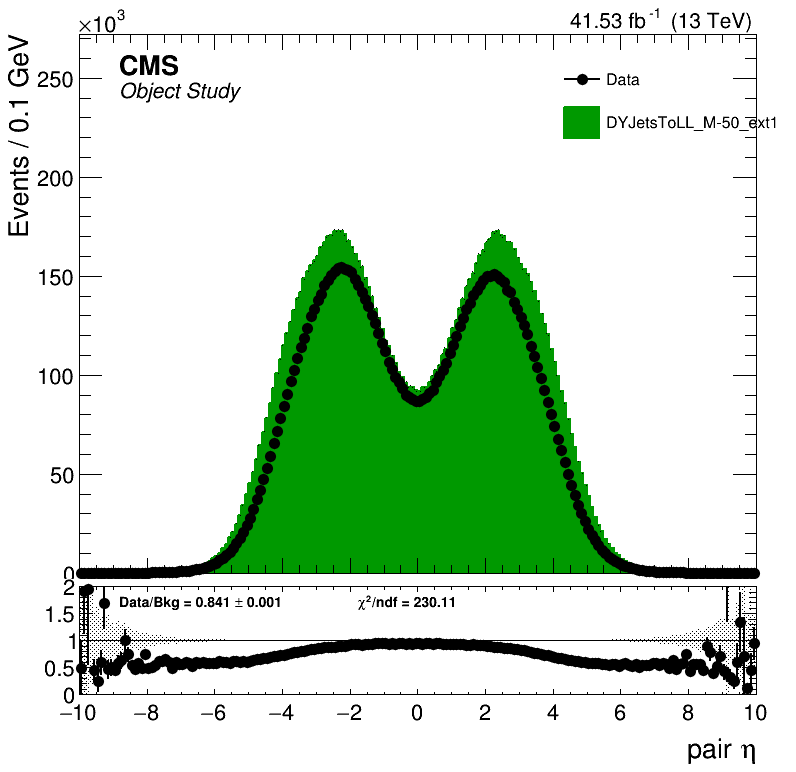 ×10³
41.53 fb⁻¹ (13 TeV)
CMS
Object Study
Data
DYJetsToLL_M-50_ext1
Events / 0.1 GeV
250
200
150
100
50
0
Data/Bkg = 0.841 ± 0.001
χ²/ndf = 230.11
2
1.5
1
0.5
0
−10 −8 −6 −4 −2 0 2 4 6 8 10
pair η